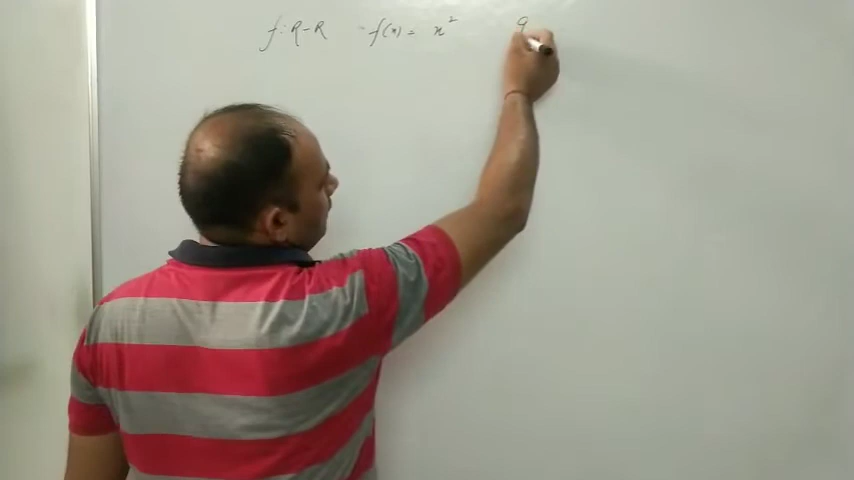 f: R - R f(x) = x² g